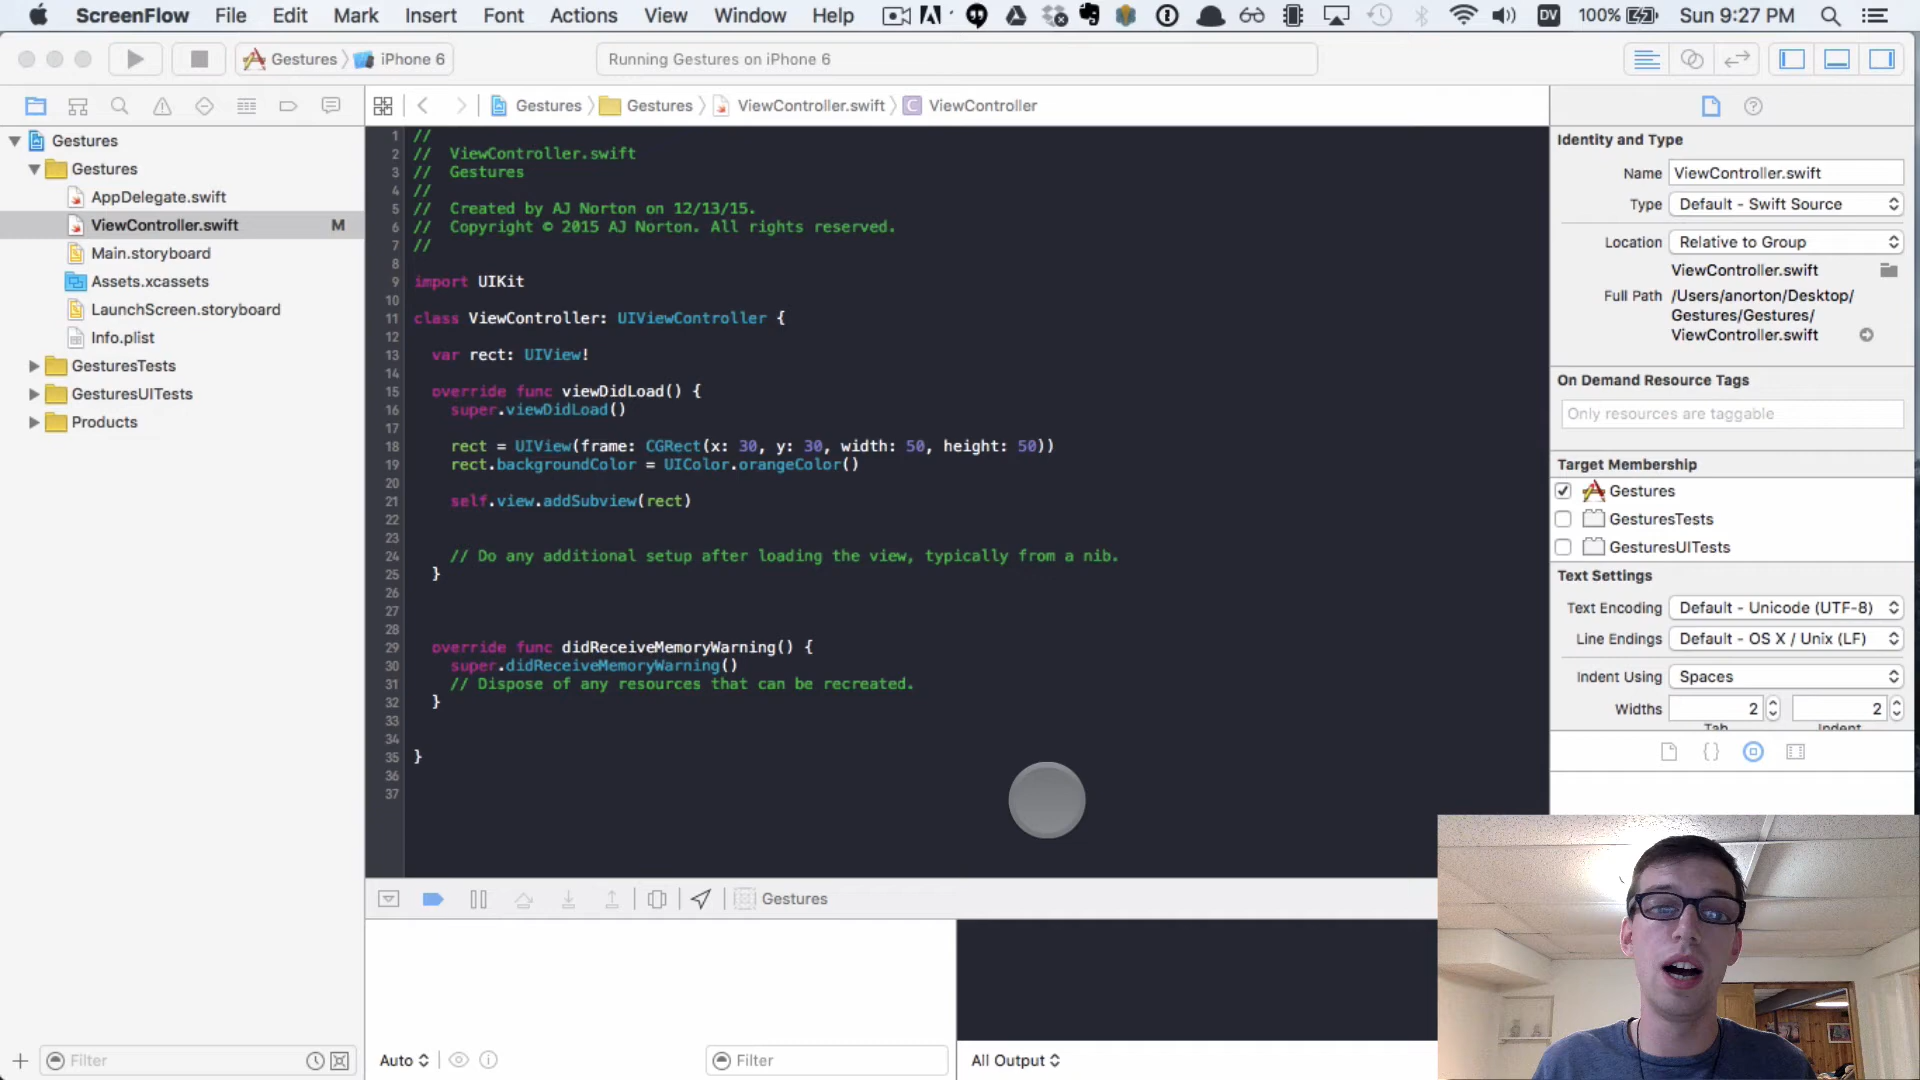 ScreenFlow File Edit Mark Insert Font Actions View Window Help DV 100% Sun 9:27 PM
Gestures iPhone 6
Running Gestures on iPhone 6
Gestures Gestures ViewController.swift C ViewController
Gestures
Gestures
AppDelegate.swift
ViewController.swift M
Main.storyboard
Assets.xcassets
LaunchScreen.storyboard
Info.plist
GesturesTests
GesturesUITests
Products
Filter
1 //
2 // ViewController.swift
3 // Gestures
4 //
5 // Created by AJ Norton on 12/13/15.
6 // Copyright © 2015 AJ Norton. All rights reserved.
7 //
8
9 import UIKit
10
11 class ViewController: UIViewController {
12
13 var rect: UIView!
14
15 override func viewDidLoad() {
16 super.viewDidLoad()
17
18 rect = UIView(frame: CGRect(x: 30, y: 30, width: 50, height: 50))
19 rect.backgroundColor = UIColor.orangeColor()
20
21 self.view.addSubview(rect)
22
23
24 // Do any additional setup after loading the view, typically from a nib.
25 }
26
27
28
29 override func didReceiveMemoryWarning() {
30 super.didReceiveMemoryWarning()
31 // Dispose of any resources that can be recreated.
32 }
33
34
35 }
36
37
Gestures
Auto
Filter
All Output
Identity and Type
Name ViewController.swift
Type Default - Swift Source
Location Relative to Group
ViewController.swift
Full Path /Users/anorton/Desktop/
Gestures/Gestures/
ViewController.swift
On Demand Resource Tags
Only resources are taggable
Target Membership
Gestures
GesturesTests
GesturesUITests
Text Settings
Text Encoding Default - Unicode (UTF-8)
Line Endings Default - OS X / Unix (LF)
Indent Using Spaces
Widths 2 2
Tab Indent